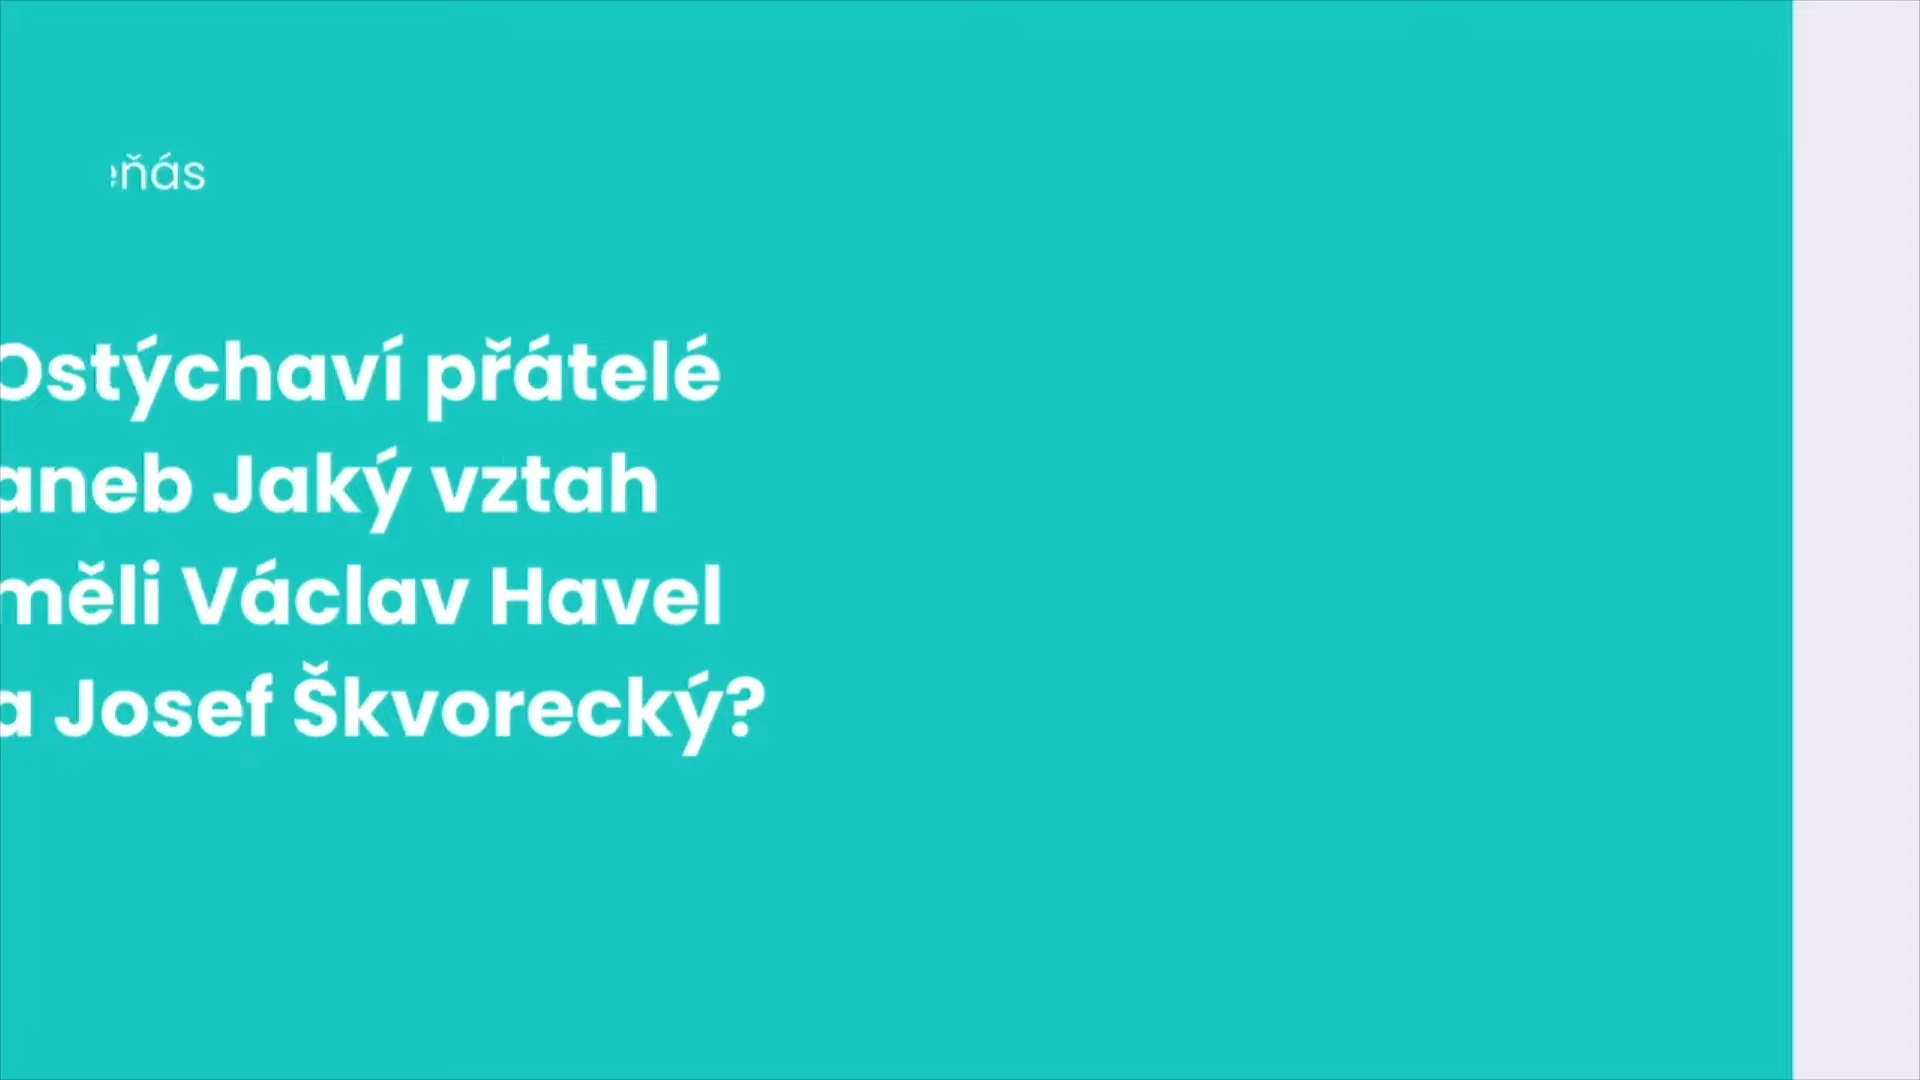 Ostýchaví přátelé
aneb Jaký vztah
měli Václav Havel
a Josef Škvorecký?